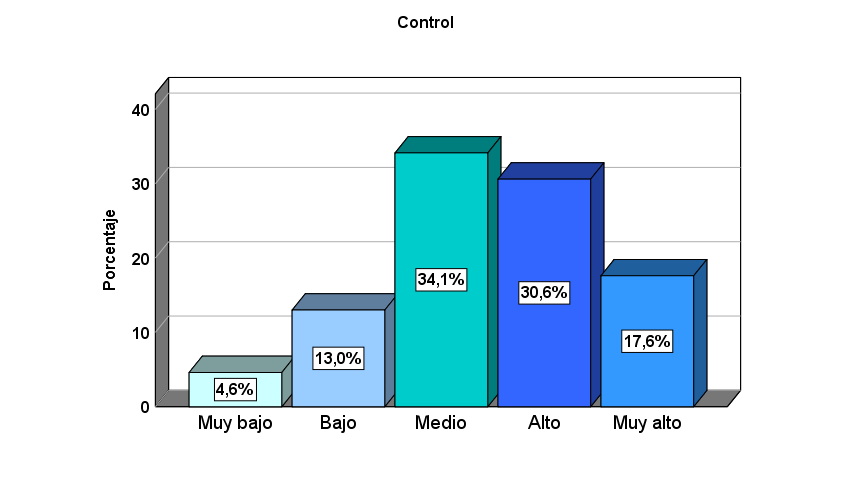 Control
Porcentaje
40
30
20
10
0
4,6%
13,0%
34,1%
30,6%
17,6%
Muy bajo
Bajo
Medio
Alto
Muy alto